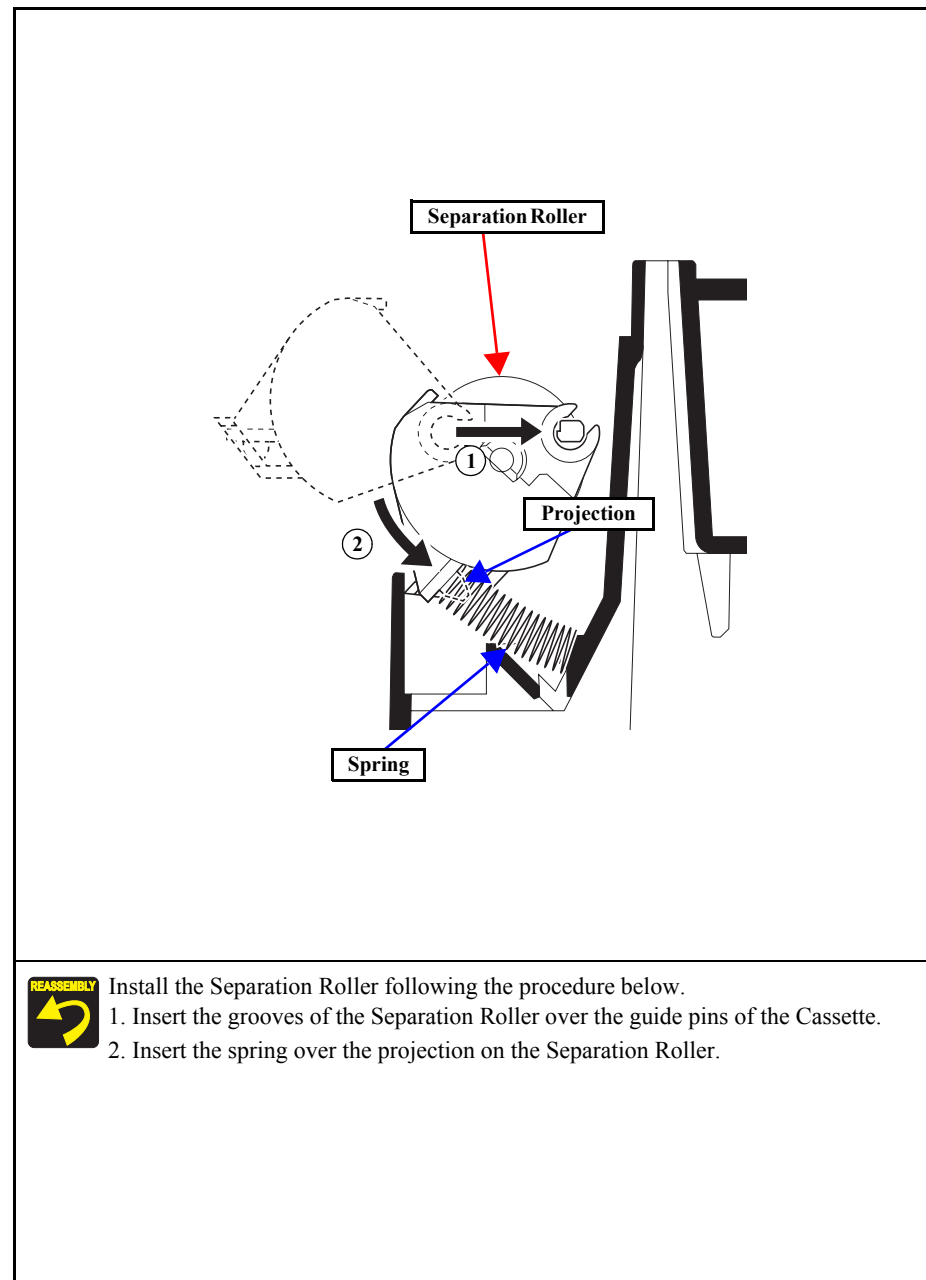 Separation Roller
1
Projection
2
Spring
REASSEMBLY
Install the Separation Roller following the procedure below.
1. Insert the grooves of the Separation Roller over the guide pins of the Cassette.
2. Insert the spring over the projection on the Separation Roller.